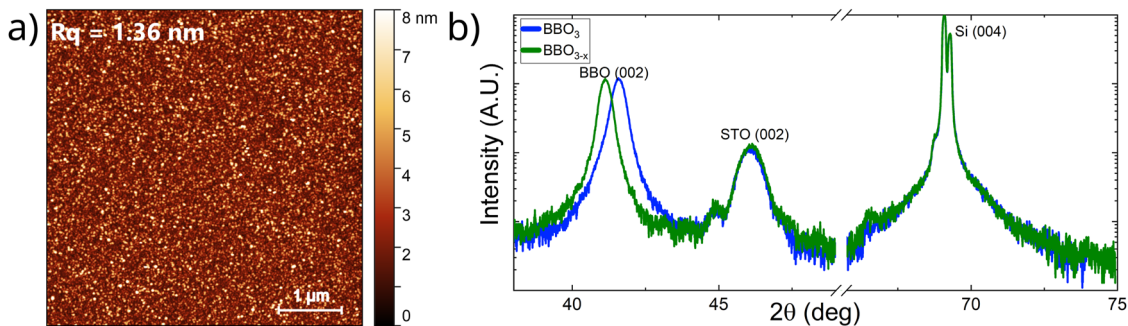 a)
Rq = 1.36 nm
1 µm
8 nm
7
6
5
4
3
2
1
0
b)
BBO₃
BBO₃₋ₓ
BBO (002)
STO (002)
Si (004)
Intensity (A.U.)
40
45
70
75
2θ (deg)